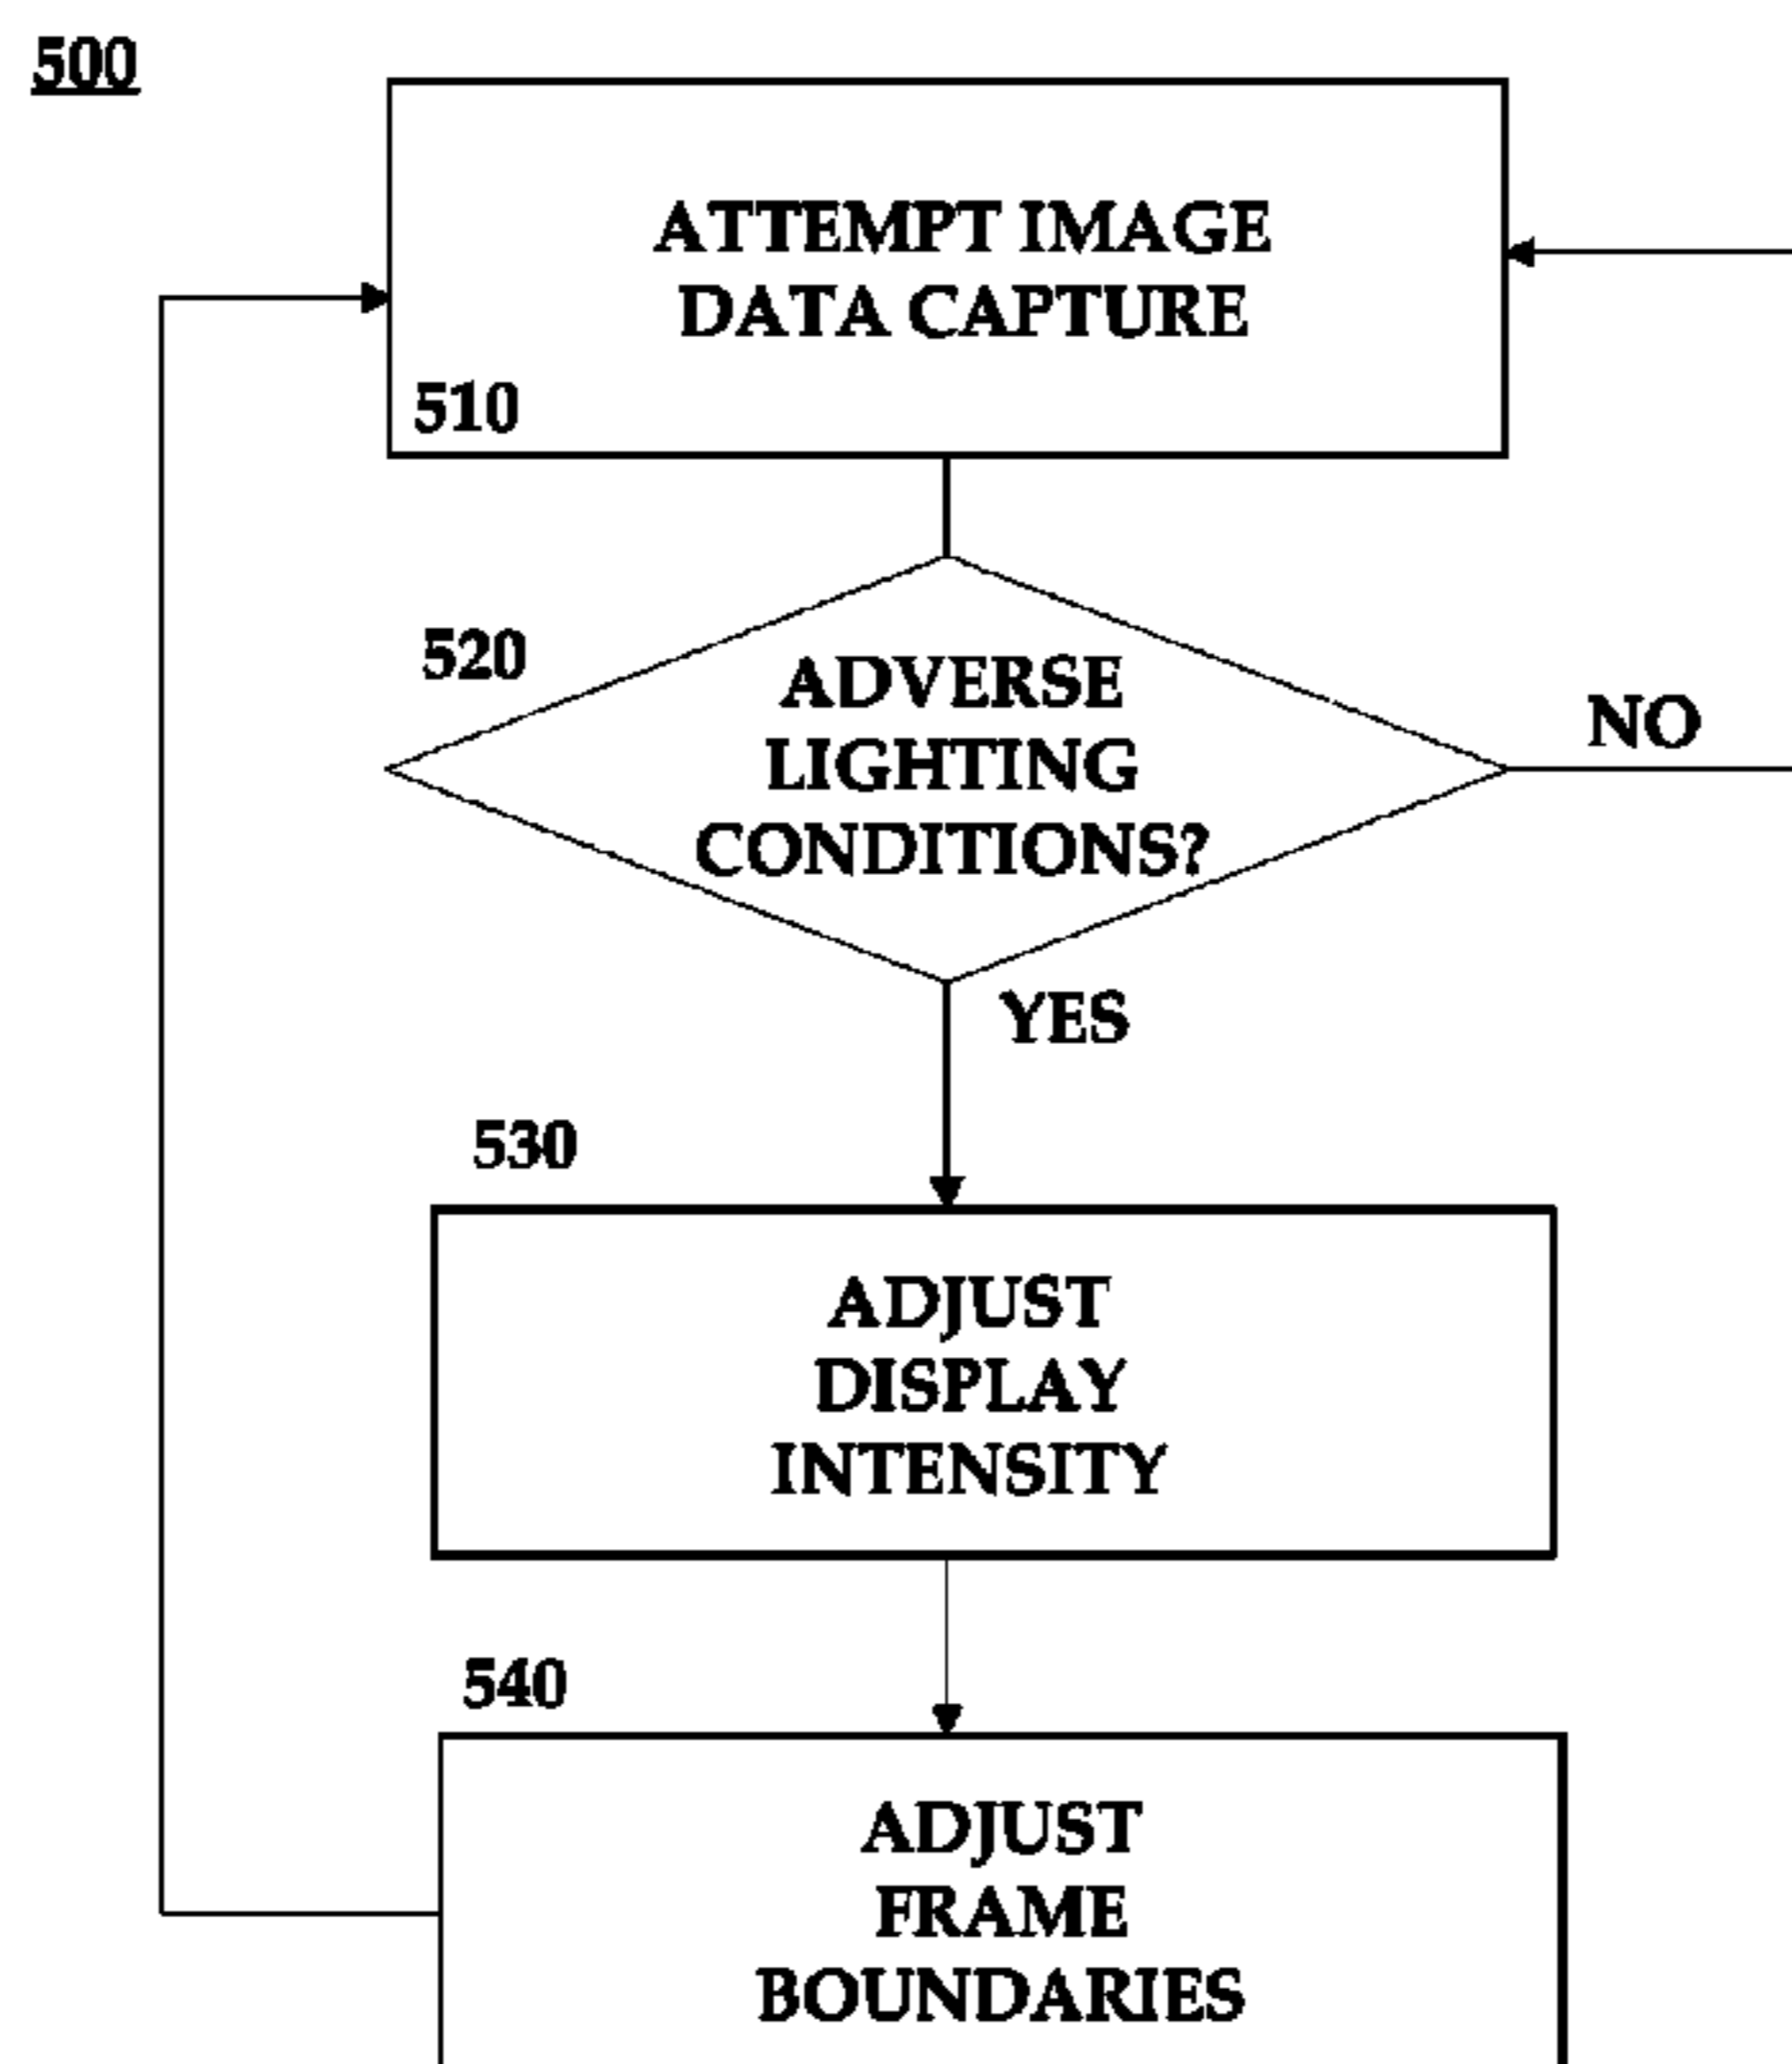 500
ATTEMPT IMAGE
DATA CAPTURE
510
520
ADVERSE
LIGHTING
CONDITIONS?
NO
YES
530
ADJUST
DISPLAY
INTENSITY
540
ADJUST
FRAME
BOUNDARIES